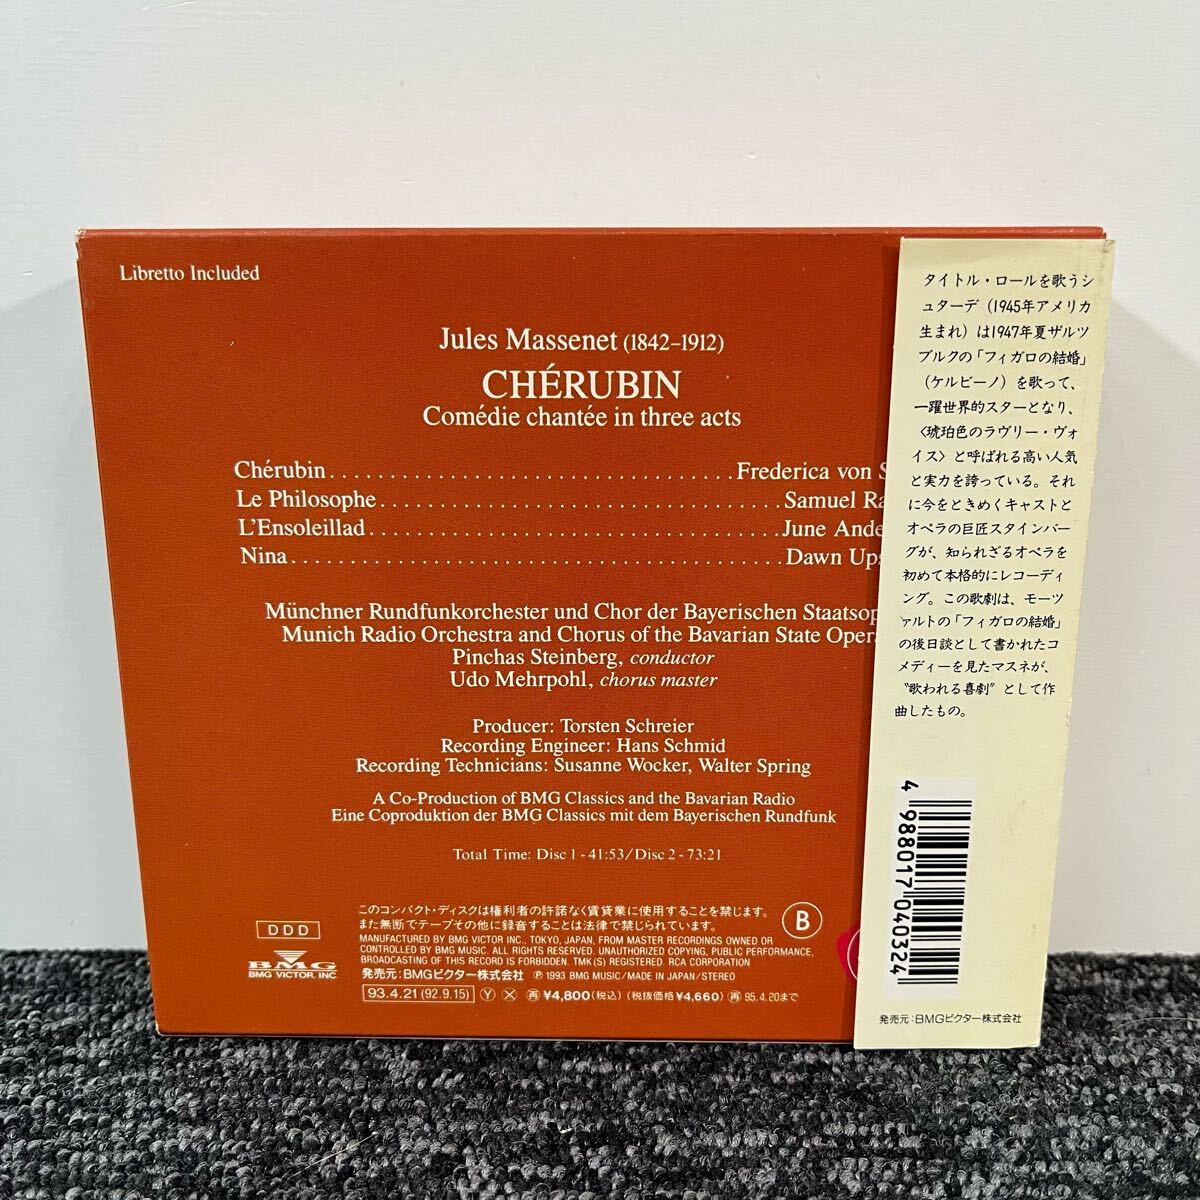 Libretto Included
Jules Massenet (1842–1912)
CHÉRUBIN
Comédie chantée in three acts
Chérubin.................................Frederica von S
Le Philosophe.................................Samuel Ra
L'Ensoleillad.................................June Ande
Nina.................................Dawn Ups
Münchner Rundfunkorchester und Chor der Bayerischen Staatsop
Munich Radio Orchestra and Chorus of the Bavarian State Opera
Pinchas Steinberg, conductor
Udo Mehrpohl, chorus master
Producer: Torsten Schreier
Recording Engineer: Hans Schmid
Recording Technicians: Susanne Wocker, Walter Spring
A Co-Production of BMG Classics and the Bavarian Radio
Eine Coproduktion der BMG Classics mit dem Bayerischen Rundfunk
Total Time: Disc 1 - 41:53/Disc 2 - 73:21
DDD
BMG
BMG VICTOR, INC.
このコンパクト・ディスクは権利者の許諾なく賃貸業に使用することを禁じます。
また無断でテープその他に録音することは法律で禁じられています。
MANUFACTURED BY BMG VICTOR INC., TOKYO, JAPAN, FROM MASTER RECORDINGS OWNED OR
CONTROLLED BY BMG MUSIC. ALL RIGHTS RESERVED. UNAUTHORIZED COPYING, PUBLIC PERFORMANCE,
BROADCASTING OF THIS RECORD IS FORBIDDEN. TMK(S) REGISTERED. RCA CORPORATION
発売元:BMGビクター株式会社 ℗ 1993 BMG MUSIC/MADE IN JAPAN/STEREO
93.4.21 (92.9.15) Ⓨ Ⓧ 再 ¥4,800(税込) (税抜価格¥4,660) 再 95.4.20まで
B
タイトル・ロールを歌うシ
ュターデ（1945年アメリカ
生まれ）は1947年夏ザルツ
ブルクの「フィガロの結婚」
（ケルビーノ）を歌って、
一躍世界的スターとなり、
〈琥珀色のラヴリー・ヴォ
イス〉と呼ばれる高い人気
と実力を誇っている。それ
に今をときめくキャストと
オペラの巨匠スタインバー
グが、知られざるオペラを
初めて本格的にレコーディ
ング。この歌劇は、モーツ
ァルトの「フィガロの結婚」
の後日談として書かれたコ
メディーを見たマスネが、
〝歌われる喜劇〟として作
曲したもの。
4 988017 040324
発売元:BMGビクター株式会社